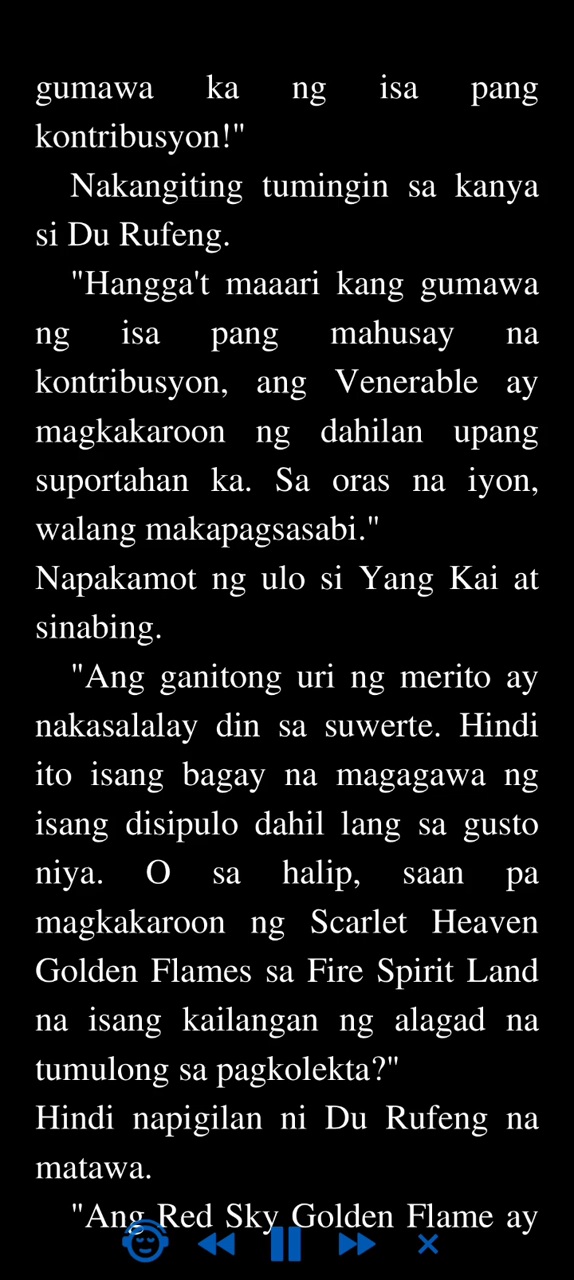 gumawa ka ng isa pang
kontribusyon!"
Nakangiting tumingin sa kanya
si Du Rufeng.
"Hangga't maaari kang gumawa
ng isa pang mahusay na
kontribusyon, ang Venerable ay
magkakaroon ng dahilan upang
suportahan ka. Sa oras na iyon,
walang makapagsasabi."
Napakamot ng ulo si Yang Kai at
sinabing.
"Ang ganitong uri ng merito ay
nakasalalay din sa suwerte. Hindi
ito isang bagay na magagawa ng
isang disipulo dahil lang sa gusto
niya. O sa halip, saan pa
magkakaroon ng Scarlet Heaven
Golden Flames sa Fire Spirit Land
na isang kailangan ng alagad na
tumulong sa pagkolekta?"
Hindi napigilan ni Du Rufeng na
matawa.
"Ang Red Sky Golden Flame ay